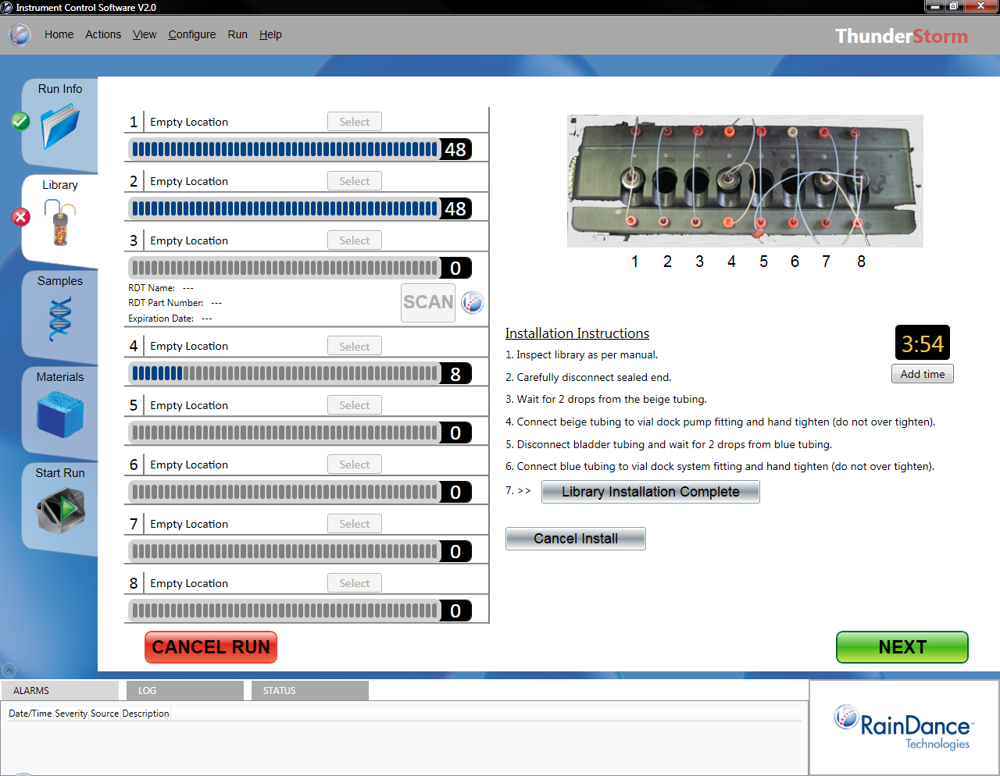 Instrument Control Software V2.0
Home Actions View Configure Run Help
ThunderStorm
Run Info
Library
Samples
Materials
Start Run
1 Empty Location Select
48
2 Empty Location Select
48
3 Empty Location Select
0
RDT Name: ---
RDT Part Number: ---
Expiration Date: ---
SCAN
4 Empty Location Select
8
5 Empty Location Select
0
6 Empty Location Select
0
7 Empty Location Select
0
8 Empty Location Select
0
1 2 3 4 5 6 7 8
Installation Instructions
3:54
Add time
1. Inspect library as per manual.
2. Carefully disconnect sealed end.
3. Wait for 2 drops from the beige tubing.
4. Connect beige tubing to vial dock pump fitting and hand tighten (do not over tighten).
5. Disconnect bladder tubing and wait for 2 drops from blue tubing.
6. Connect blue tubing to vial dock system fitting and hand tighten (do not over tighten).
7. >> Library Installation Complete
Cancel Install
CANCEL RUN
NEXT
ALARMS LOG STATUS
Date/Time Severity Source Description
RainDance™
Technologies